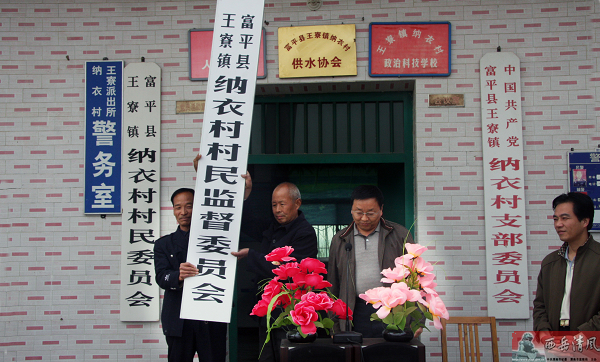 王寮派出所
纳衣村
警务室
富平县
王寮镇
纳衣村村民委员会
富平县
王寮镇
纳衣村村民监督委员会
富平县王寮镇纳衣村
供水协会
王寮镇纳衣村
政治科技学校
中国共产党
富平县王寮镇
纳衣村支部委员会
西岳清风